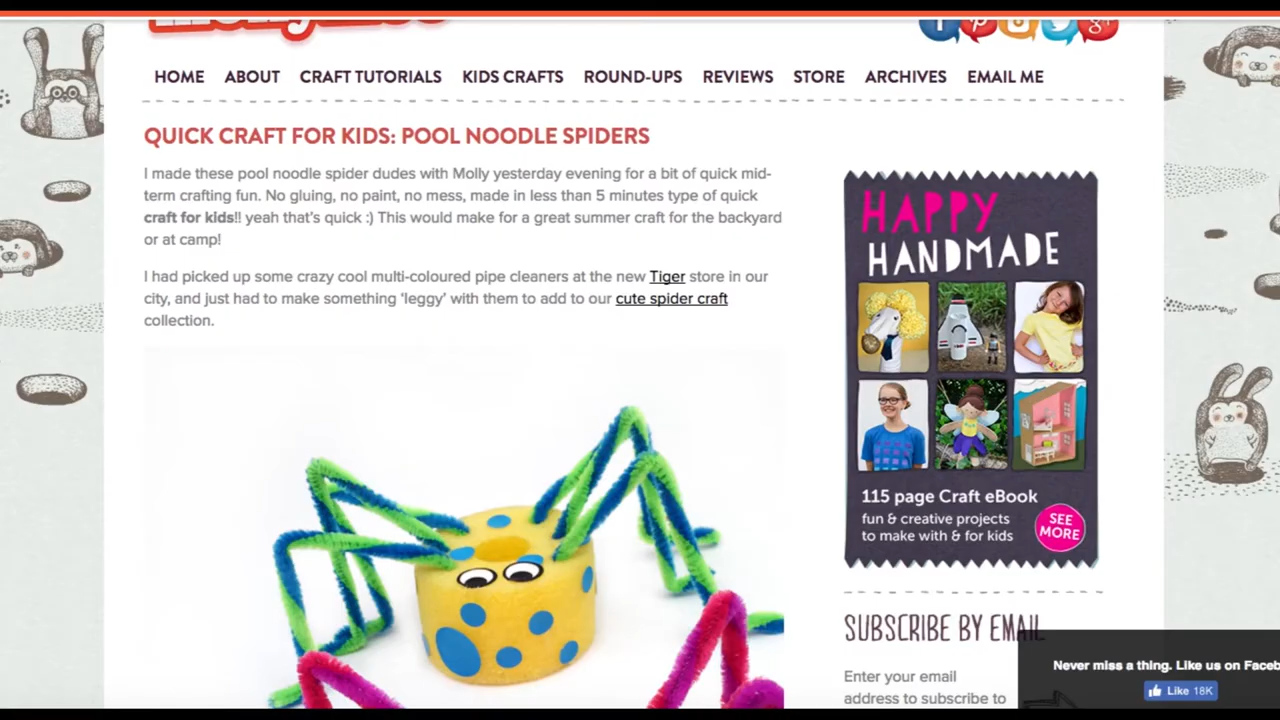 HOME ABOUT CRAFT TUTORIALS KIDS CRAFTS ROUND-UPS REVIEWS STORE ARCHIVES EMAIL ME
QUICK CRAFT FOR KIDS: POOL NOODLE SPIDERS
I made these pool noodle spider dudes with Molly yesterday evening for a bit of quick mid-
term crafting fun. No gluing, no paint, no mess, made in less than 5 minutes type of quick
craft for kids!! yeah that's quick :) This would make for a great summer craft for the backyard
or at camp!
I had picked up some crazy cool multi-coloured pipe cleaners at the new Tiger store in our
city, and just had to make something 'leggy' with them to add to our cute spider craft
collection.
HAPPY
HANDMADE
115 page Craft eBook
fun & creative projects
to make with & for kids
SEE
MORE
SUBSCRIBE BY EMAIL
Enter your email
address to subscribe to
Never miss a thing. Like us on Faceb
Like 18K